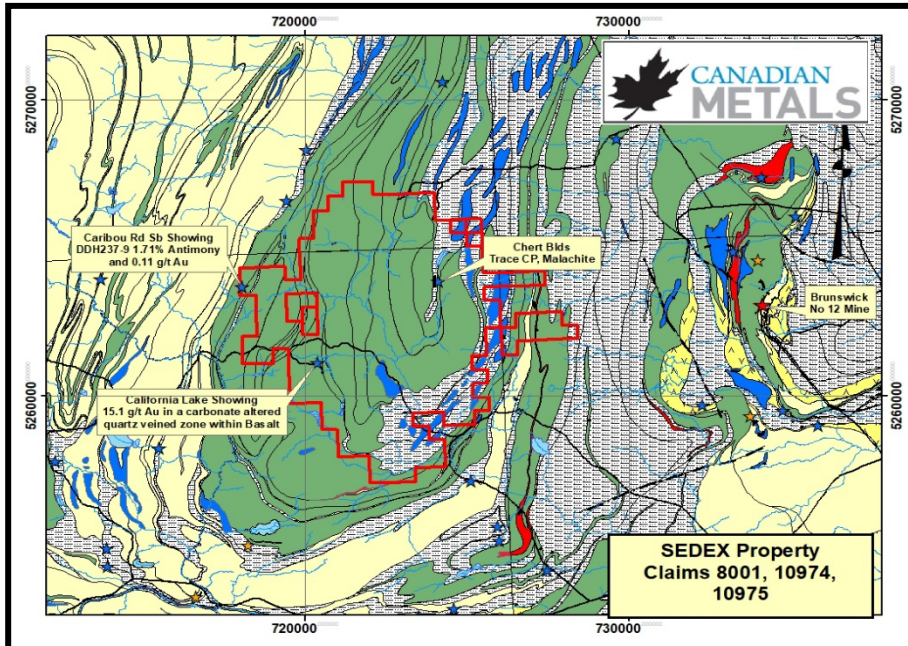 720000
730000
CANADIAN
METALS
5270000
5270000
Caribou Rd Sb Showing
DDH237-9 1.71% Antimony
and 0.11 g/t Au
Chert Blds
Trace CP, Malachite
Brunswick
No 12 Mine
5260000
5260000
California Lake Showing
15.1 g/t Au in a carbonate altered
quartz veined zone within Basalt
SEDEX Property
Claims 8001, 10974,
10975
720000
730000